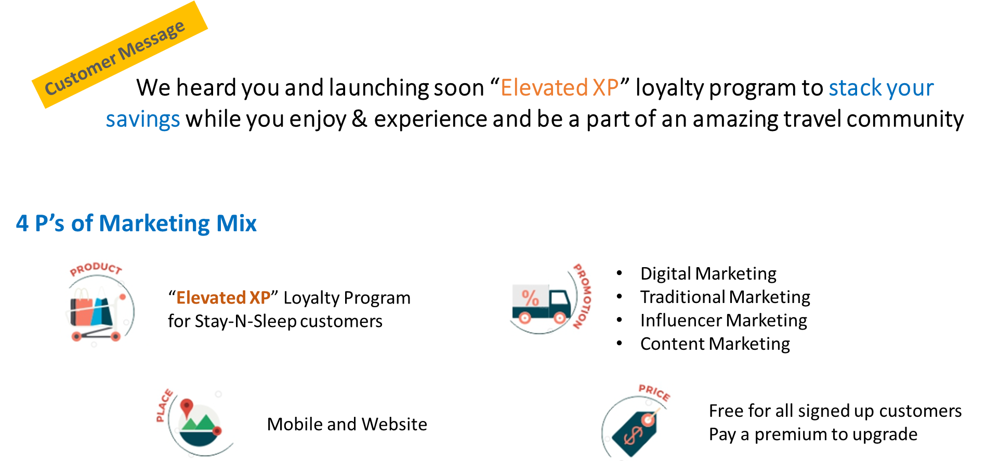 Customer Message
We heard you and launching soon “Elevated XP” loyalty program to stack your
savings while you enjoy & experience and be a part of an amazing travel community
4 P’s of Marketing Mix
PRODUCT
“Elevated XP” Loyalty Program
for Stay-N-Sleep customers
%
PROMOTION
• Digital Marketing
• Traditional Marketing
• Influencer Marketing
• Content Marketing
PLACE
Mobile and Website
PRICE
$
Free for all signed up customers
Pay a premium to upgrade